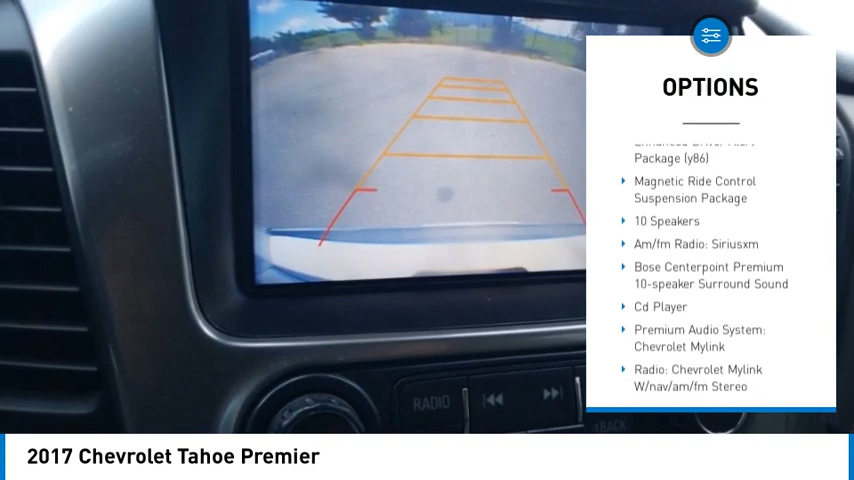 OPTIONS
Package (y86)
Magnetic Ride Control
Suspension Package
10 Speakers
Am/fm Radio: Siriusxm
Bose Centerpoint Premium
10-speaker Surround Sound
Cd Player
Premium Audio System:
Chevrolet Mylink
Radio: Chevrolet Mylink
W/nav/am/fm Stereo
RADIO
BACK
2017 Chevrolet Tahoe Premier